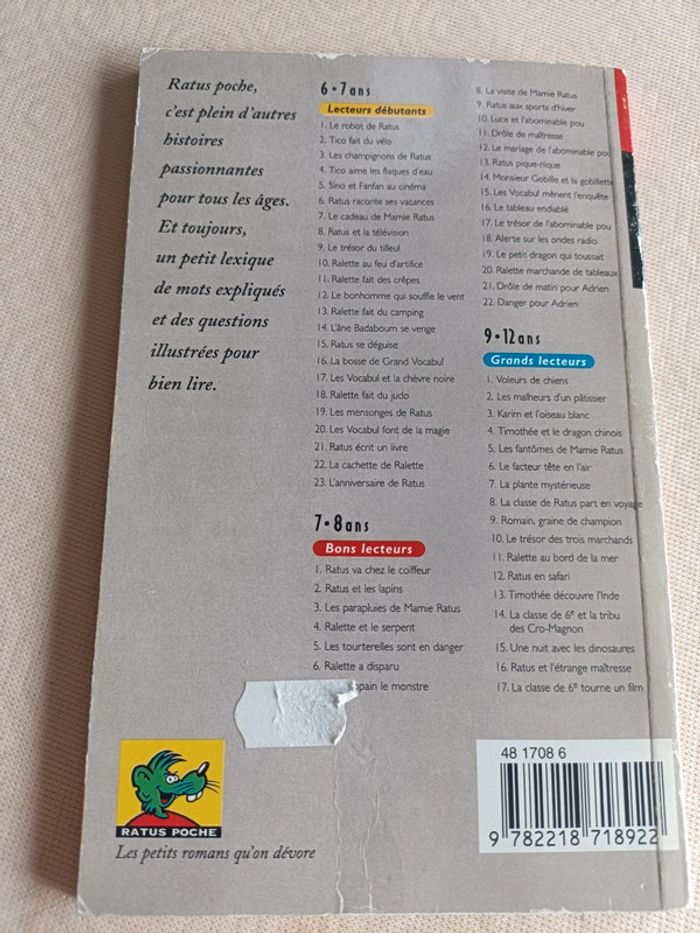 Ratus poche,
c'est plein d'autres
histoires
passionnantes
pour tous les âges.
Et toujours,
un petit lexique
de mots expliqués
et des questions
illustrées pour
bien lire.
6•7 ans
Lecteurs débutants
1. Le robot de Ratus
2. Tico fait du vélo
3. Les champignons de Ratus
4. Tico aime les flaques d'eau
5. Sino et Fanfan au cinéma
6. Ratus raconte ses vacances
7. Le cadeau de Mamie Ratus
8. Ratus et la télévision
9. Le trésor du tilleul
10. Ralette au feu d'artifice
11. Ralette fait des crêpes
12. Le bonhomme qui souffle le vent
13. Ralette fait du camping
14. L'âne Badaboum se venge
15. Ratus se déguise
16. La bosse de Grand Vocabul
17. Les Vocabul et la chèvre noire
18. Ralette fait du judo
19. Les mensonges de Ratus
20. Les Vocabul font de la magie
21. Ratus écrit un livre
22. La cachette de Ralette
23. L'anniversaire de Ratus
7•8 ans
Bons lecteurs
1. Ratus va chez le coiffeur
2. Ratus et les lapins
3. Les parapluies de Mamie Ratus
4. Ralette et le serpent
5. Les tourterelles sont en danger
6. Ralette a disparu
le monstre
8. La visite de Mamie Ratus
9. Ratus aux sports d'hiver
10. Luce et l'abominable pou
11. Drôle de maîtresse
12. Le mariage de l'abominable pou
13. Ratus pique-nique
14. Monsieur Gobille et la gobillette
15. Les Vocabul mènent l'enquête
16. Le tableau endiablé
17. Le trésor de l'abominable pou
18. Alerte sur les ondes radio
19. Le petit dragon qui toussait
20. Ralette marchande de tableaux
21. Drôle de matin pour Adrien
22. Danger pour Adrien
9•12 ans
Grands lecteurs
1. Voleurs de chiens
2. Les malheurs d'un pâtissier
3. Karim et l'oiseau blanc
4. Timothée et le dragon chinois
5. Les fantômes de Mamie Ratus
6. Le facteur tête en l'air
7. La plante mystérieuse
8. La classe de Ratus part en voyage
9. Romain, graine de champion
10. Le trésor des trois marchands
11. Ralette au bord de la mer
12. Ratus en safari
13. Timothée découvre l'Inde
14. La classe de 6e et la tribu
des Cro-Magnon
15. Une nuit avec les dinosaures
16. Ratus et l'étrange maîtresse
17. La classe de 6e tourne un film
RATUS POCHE
Les petits romans qu'on dévore
48 1708 6
9 782218 718922